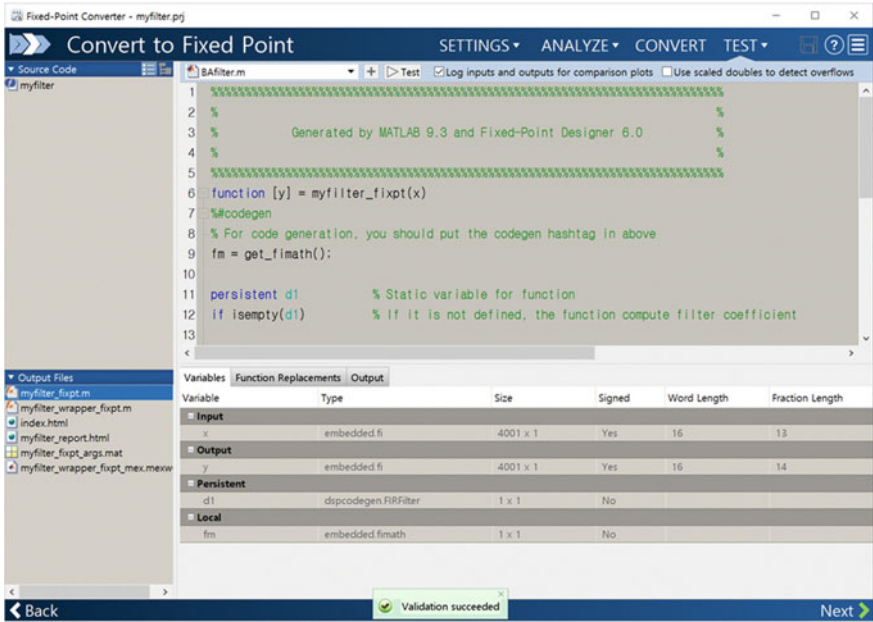 Fixed-Point Converter - myfilter.prj
Convert to Fixed Point
SETTINGS ANALYZE CONVERT TEST
Source Code
myfilter
BAfilter.m Test Log inputs and outputs for comparison plots Use scaled doubles to detect overflows
1 %%%%%%%%%%%%%%%%%%%%%%%%%%%%%%%%%%%%%%%%%%%%%%%%%%%%%%%%%%%%%%%%%%%%%%%%
2 % %
3 % Generated by MATLAB 9.3 and Fixed-Point Designer 6.0 %
4 % %
5 %%%%%%%%%%%%%%%%%%%%%%%%%%%%%%%%%%%%%%%%%%%%%%%%%%%%%%%%%%%%%%%%%%%%%%%%
6 function [y] = myfilter_fixpt(x)
7 %#codegen
8 % For code generation, you should put the codegen hashtag in above
9 fm = get_fimath();
10
11 persistent d1 % Static variable for function
12 if isempty(d1) % If it is not defined, the function compute filter coefficient
13
Output Files
myfilter_fixpt.m
myfilter_wrapper_fixpt.m
index.html
myfilter_report.html
myfilter_fixpt_args.mat
myfilter_wrapper_fixpt_mex.mexw
Variables Function Replacements Output
Variable Type Size Signed Word Length Fraction Length
Input
x embedded.fi 4001 x 1 Yes 16 13
Output
y embedded.fi 4001 x 1 Yes 16 14
Persistent
d1 dspcodegen.FIRFilter 1 x 1 No
Local
fm embedded.fimath 1 x 1 No
Back
Validation succeeded
Next